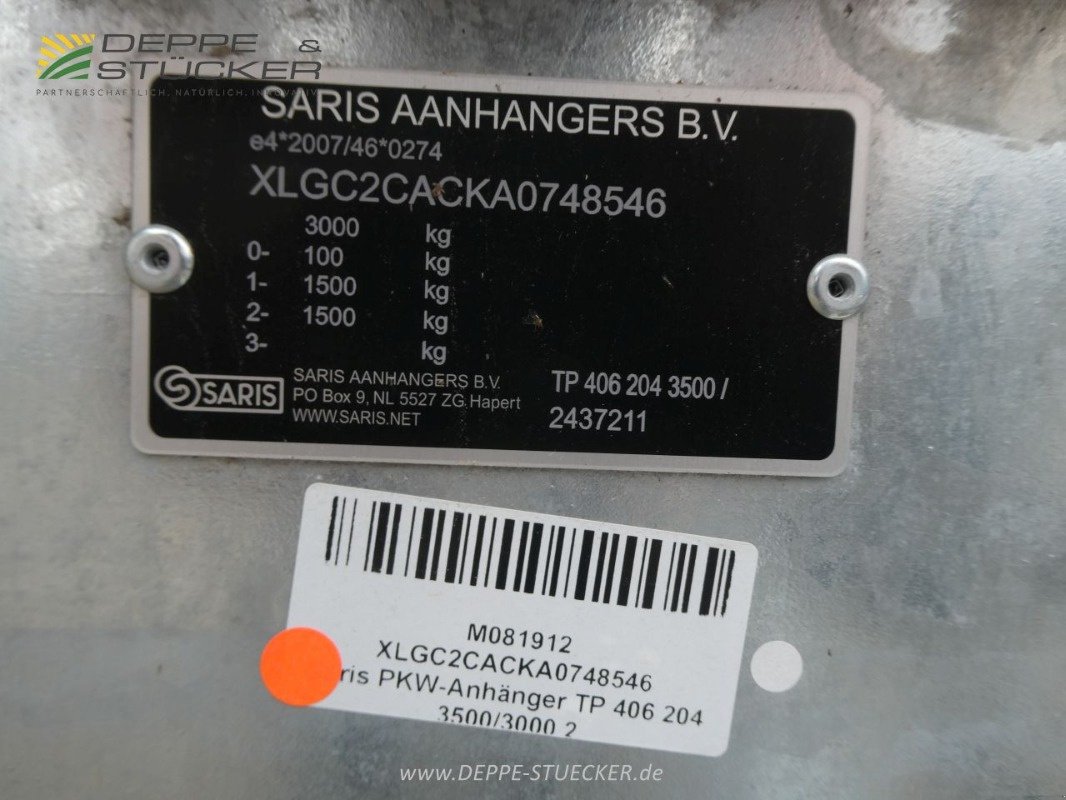 DEPPE &
STÜCKER
PARTNERSCHAFTLICH, NATÜRLICH, INNOVATIV
SARIS AANHANGERS B.V.
e4*2007/46*0274
XLGC2CACKA0748546
3000 kg
0- 100 kg
1- 1500 kg
2- 1500 kg
3- kg
SARIS
SARIS AANHANGERS B.V.
PO Box 9, NL 5527 ZG Hapert
WWW.SARIS.NET
TP 406 204 3500 /
2437211
M081912
XLGC2CACKA0748546
ris PKW-Anhänger TP 406 204
3500/3000 2
www.DEPPE-STUECKER.de